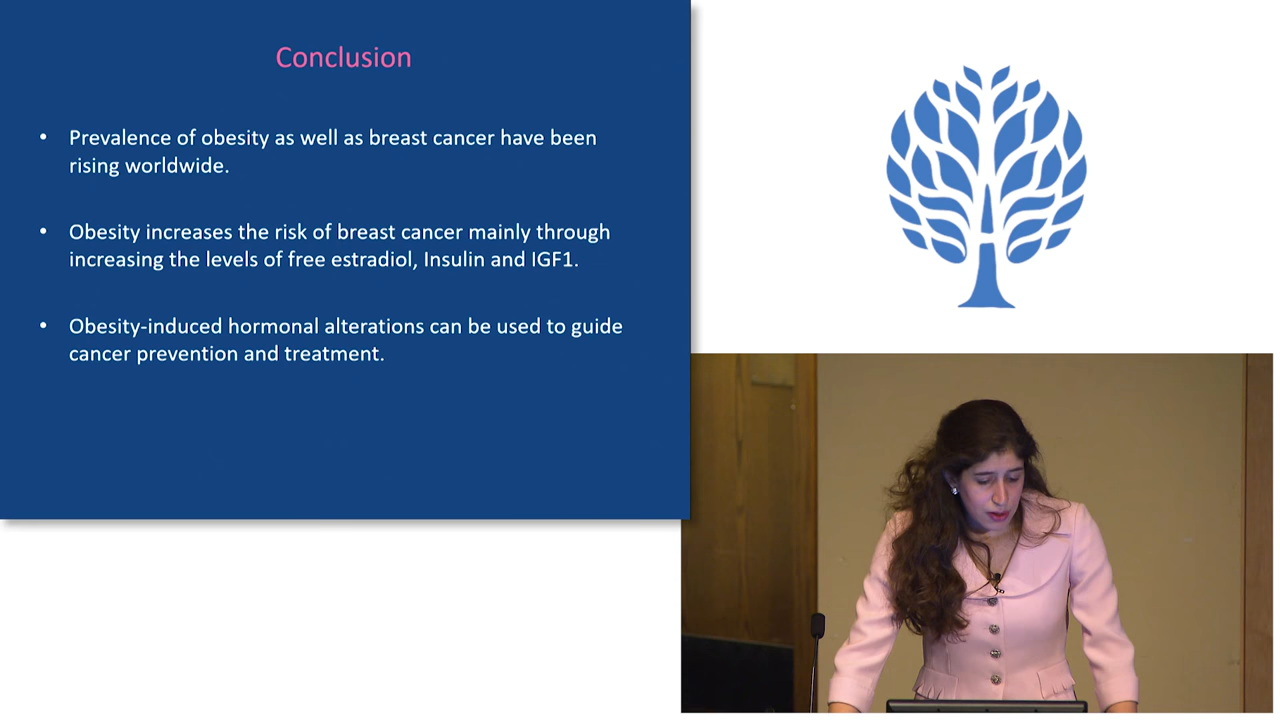 Conclusion
• Prevalence of obesity as well as breast cancer have been
rising worldwide.
• Obesity increases the risk of breast cancer mainly through
increasing the levels of free estradiol, Insulin and IGF1.
• Obesity-induced hormonal alterations can be used to guide
cancer prevention and treatment.